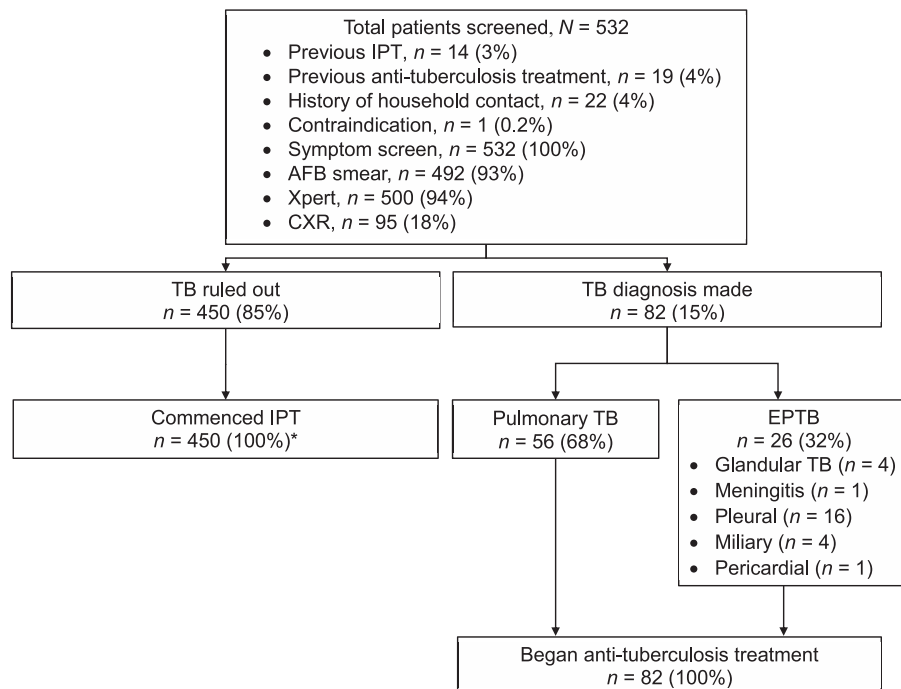 Total patients screened, N = 532
• Previous IPT, n = 14 (3%)
• Previous anti-tuberculosis treatment, n = 19 (4%)
• History of household contact, n = 22 (4%)
• Contraindication, n = 1 (0.2%)
• Symptom screen, n = 532 (100%)
• AFB smear, n = 492 (93%)
• Xpert, n = 500 (94%)
• CXR, n = 95 (18%)
TB ruled out
n = 450 (85%)
TB diagnosis made
n = 82 (15%)
Commenced IPT
n = 450 (100%)*
Pulmonary TB
n = 56 (68%)
EPTB
n = 26 (32%)
• Glandular TB (n = 4)
• Meningitis (n = 1)
• Pleural (n = 16)
• Miliary (n = 4)
• Pericardial (n = 1)
Began anti-tuberculosis treatment
n = 82 (100%)